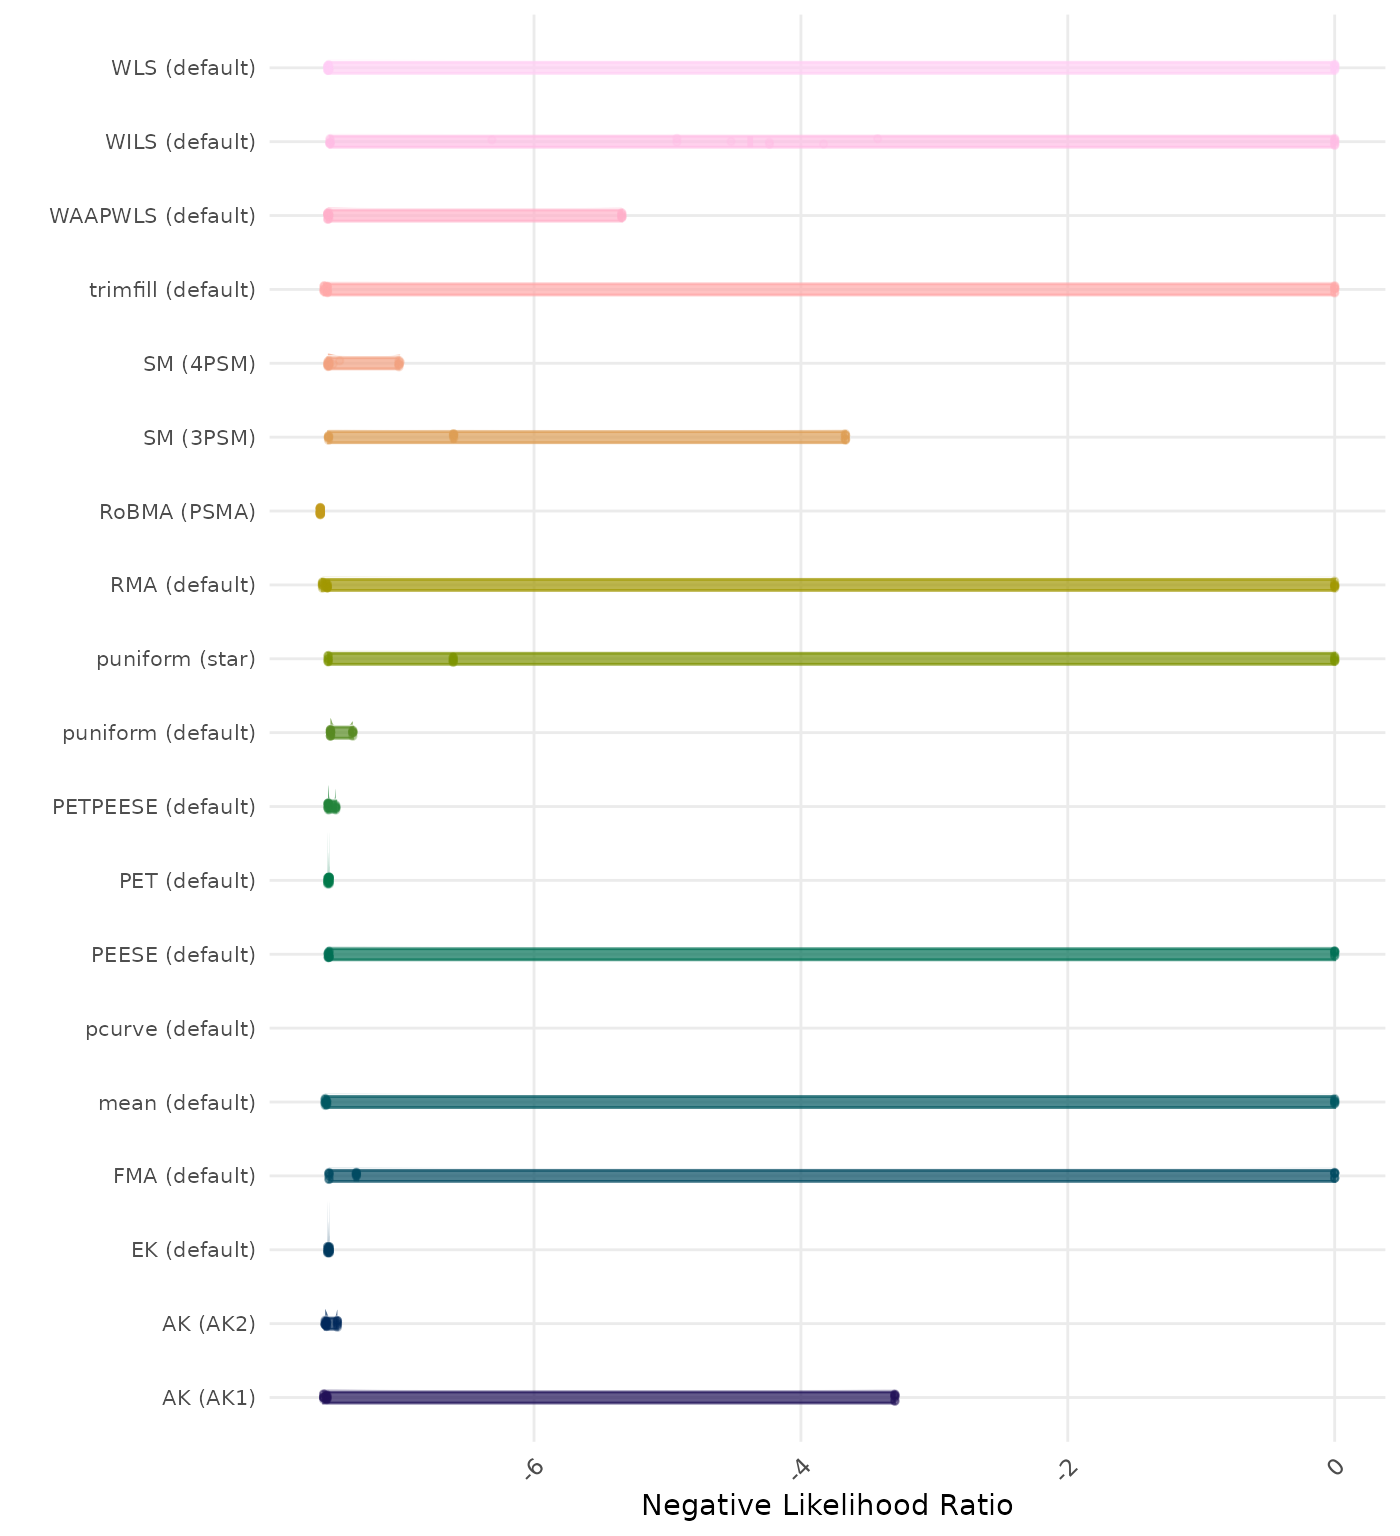 WLS (default)
WILS (default)
WAAPWLS (default)
trimfill (default)
SM (4PSM)
SM (3PSM)
RoBMA (PSMA)
RMA (default)
puniform (star)
puniform (default)
PETPEESE (default)
PET (default)
PEESE (default)
pcurve (default)
mean (default)
FMA (default)
EK (default)
AK (AK2)
AK (AK1)
-6 -4 -2 0
Negative Likelihood Ratio